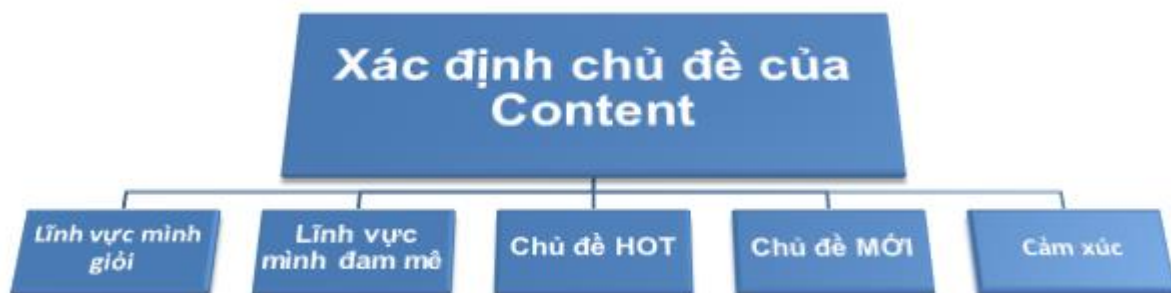 Xác định chủ đề của
Content
Lĩnh vực mình
giỏi
Lĩnh vực
mình đam mê
Chủ đề HOT
Chủ đề MỚI
Cảm xúc